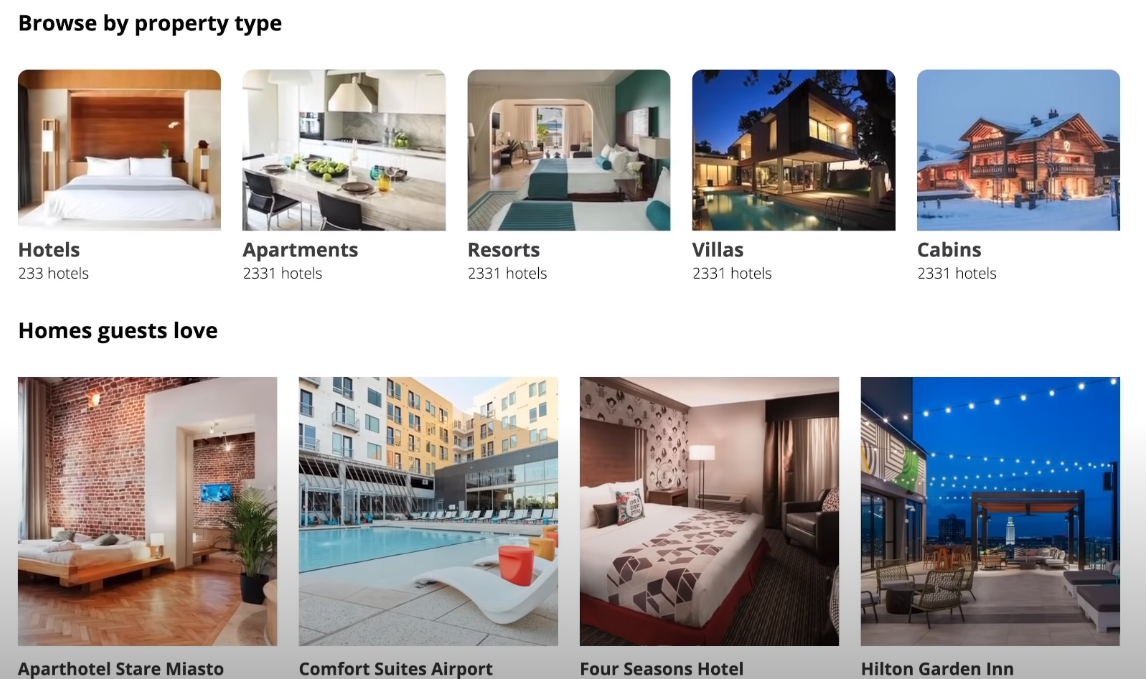 Browse by property type
Hotels
233 hotels
Apartments
2331 hotels
Resorts
2331 hotels
Villas
2331 hotels
Cabins
2331 hotels
Homes guests love
Aparthotel Stare Miasto
Comfort Suites Airport
Four Seasons Hotel
Hilton Garden Inn